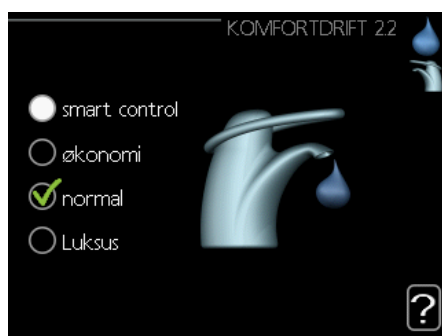 KOMFORTDRIFT 2.2
smart control
økonomi
normal
Luksus
?